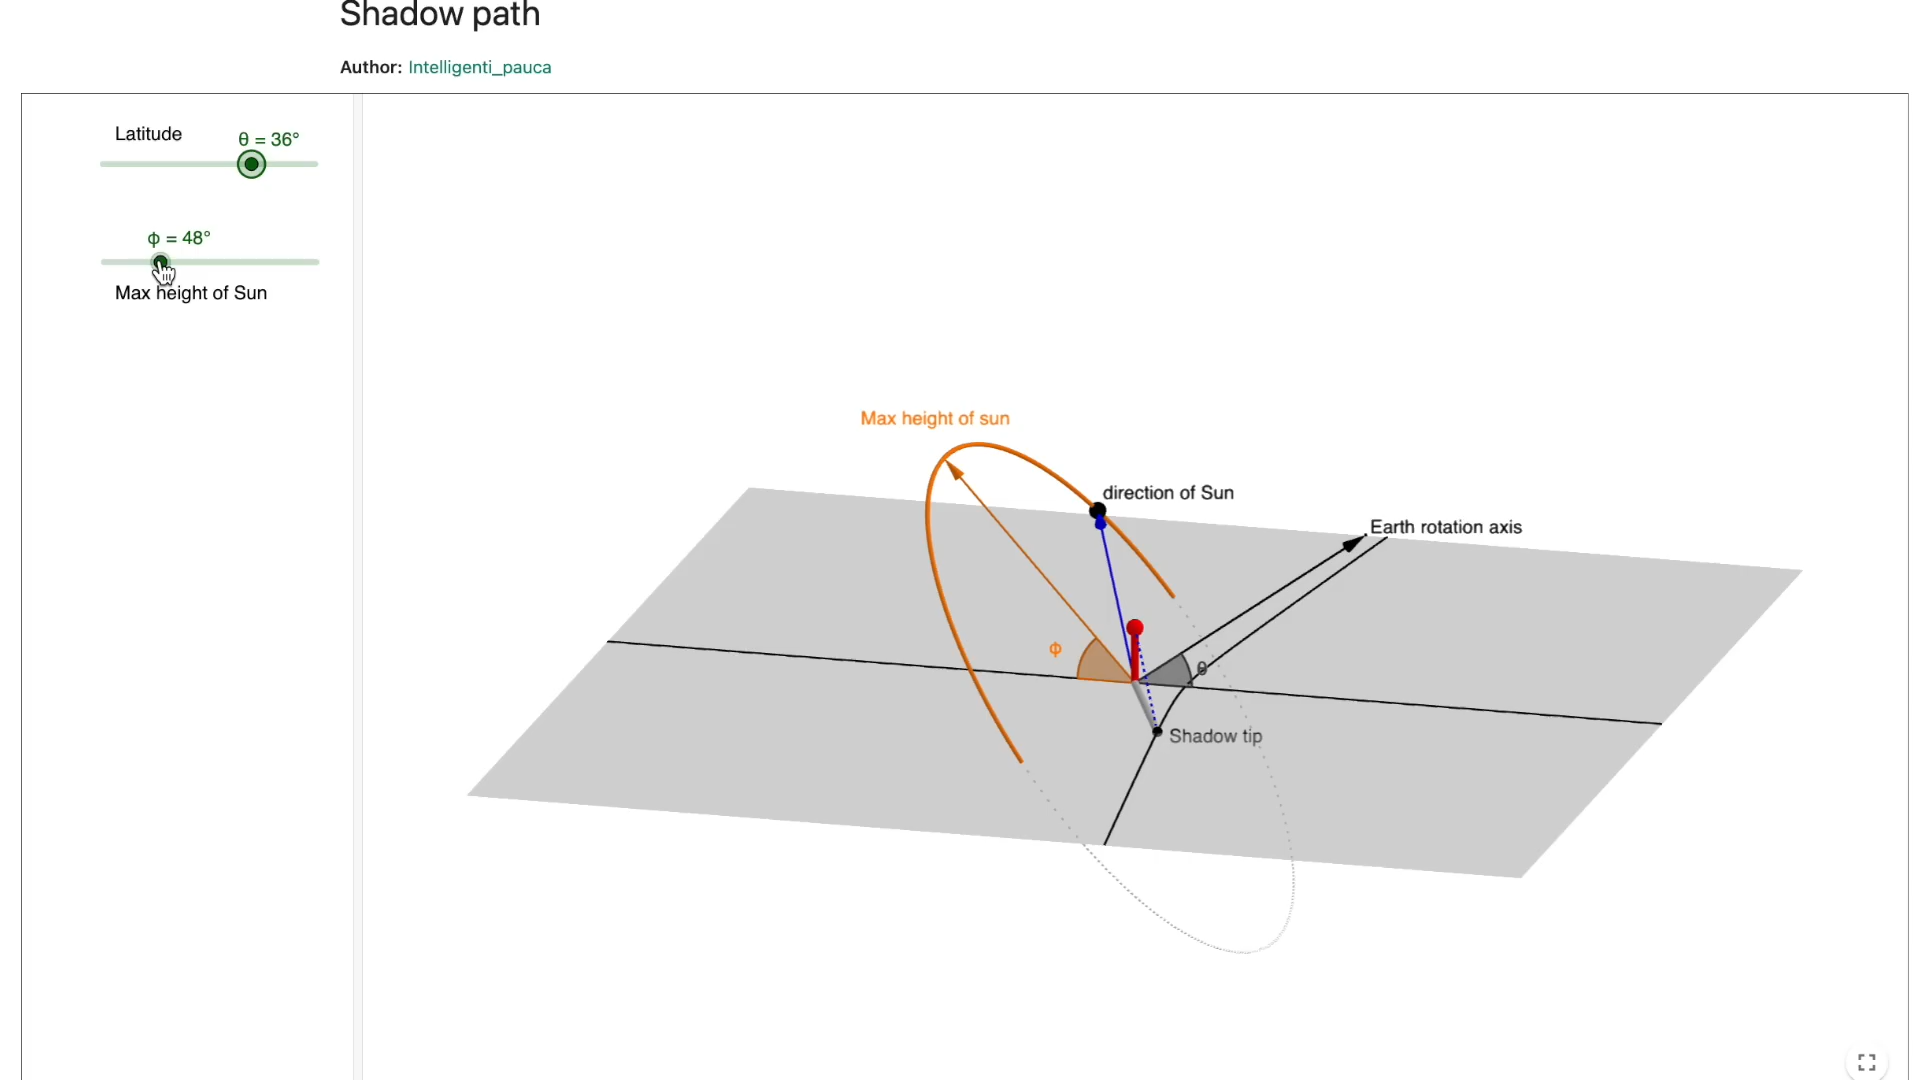 Shadow path
Author: Intelligenti_pauca
Latitude
θ = 36°
ϕ = 48°
Max height of Sun
Max height of sun
direction of Sun
Earth rotation axis
ϕ
θ
Shadow tip